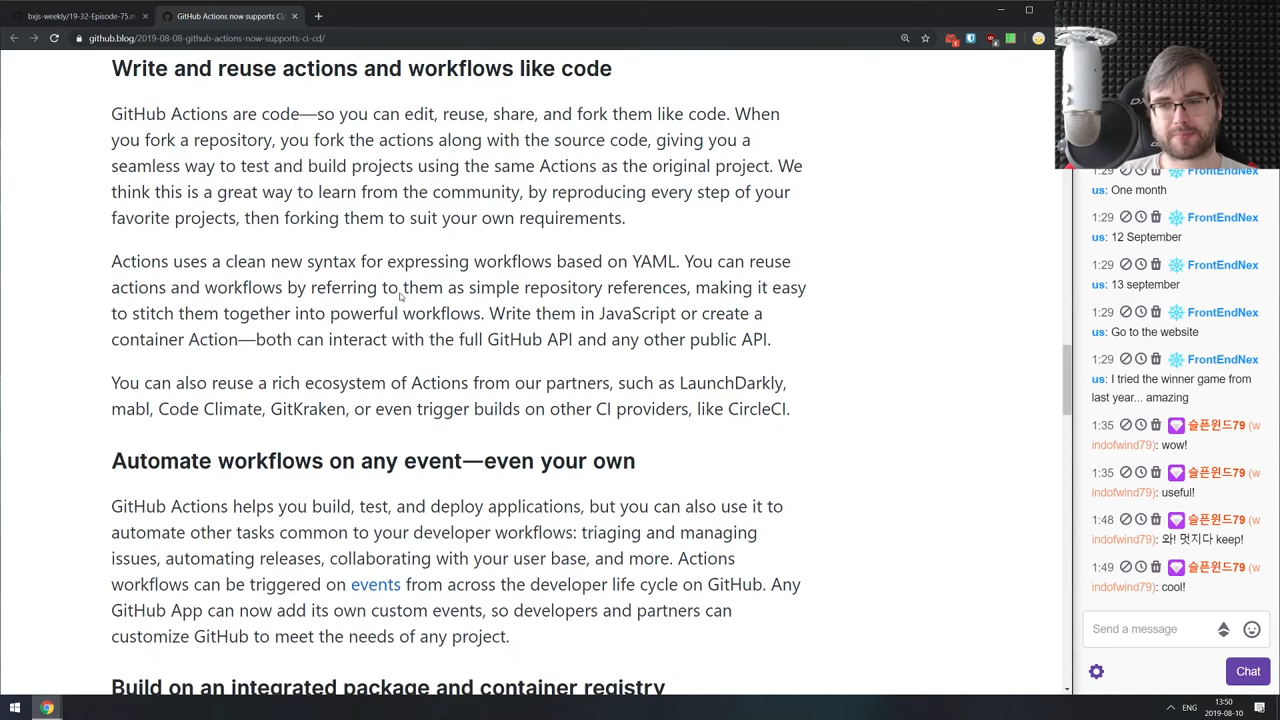 bxjs-weekly/19-32-Episode-75.m
GitHub Actions now supports CI/
github.blog/2019-08-08-github-actions-now-supports-ci-cd/
Write and reuse actions and workflows like code
GitHub Actions are code—so you can edit, reuse, share, and fork them like code. When
you fork a repository, you fork the actions along with the source code, giving you a
seamless way to test and build projects using the same Actions as the original project. We
think this is a great way to learn from the community, by reproducing every step of your
favorite projects, then forking them to suit your own requirements.
Actions uses a clean new syntax for expressing workflows based on YAML. You can reuse
actions and workflows by referring to them as simple repository references, making it easy
to stitch them together into powerful workflows. Write them in JavaScript or create a
container Action—both can interact with the full GitHub API and any other public API.
You can also reuse a rich ecosystem of Actions from our partners, such as LaunchDarkly,
mabl, Code Climate, GitKraken, or even trigger builds on other CI providers, like CircleCI.
Automate workflows on any event—even your own
GitHub Actions helps you build, test, and deploy applications, but you can also use it to
automate other tasks common to your developer workflows: triaging and managing
issues, automating releases, collaborating with your user base, and more. Actions
workflows can be triggered on events from across the developer life cycle on GitHub. Any
GitHub App can now add its own custom events, so developers and partners can
customize GitHub to meet the needs of any project.
Build on an integrated package and container registry
1:29 FrontEndNex
us: One month
1:29 FrontEndNex
us: 12 September
1:29 FrontEndNex
us: 13 september
1:29 FrontEndNex
us: Go to the website
1:29 FrontEndNex
us: I tried the winner game from
last year... amazing
1:35 슬픈윈드79 (w
indofwind79): wow!
1:35 슬픈윈드79 (w
indofwind79): useful!
1:48 슬픈윈드79 (w
indofwind79): 와! 멋지다 keep!
1:49 슬픈윈드79 (w
indofwind79): cool!
Send a message
Chat
ENG
13:50
2019-08-10